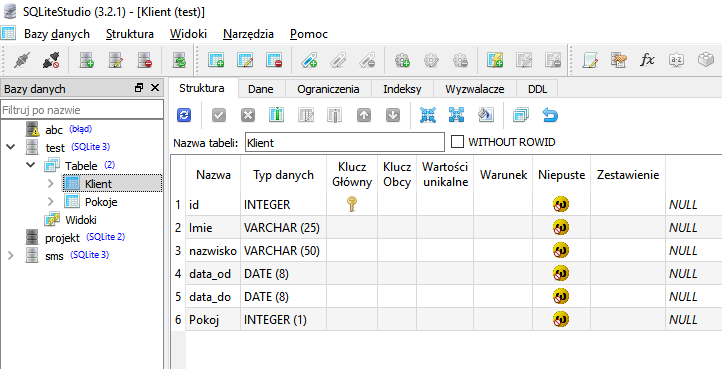 SQLiteStudio (3.2.1) - [Klient (test)]
Bazy danych Struktura Widoki Narzędzia Pomoc
Bazy danych
Filtruj po nazwie
abc (błąd)
test (SQLite 3)
Tabele (2)
Klient
Pokoje
Widoki
projekt (SQLite 2)
sms (SQLite 3)
Struktura Dane Ograniczenia Indeksy Wyzwalacze DDL
Nazwa tabeli: Klient WITHOUT ROWID
Nazwa Typ danych Klucz Główny Klucz Obcy Wartości unikalne Warunek Niepuste Zestawienie
1 id INTEGER NULL
2 Imie VARCHAR (25) NULL
3 nazwisko VARCHAR (50) NULL
4 data_od DATE (8) NULL
5 data_do DATE (8) NULL
6 Pokoj INTEGER (1) NULL